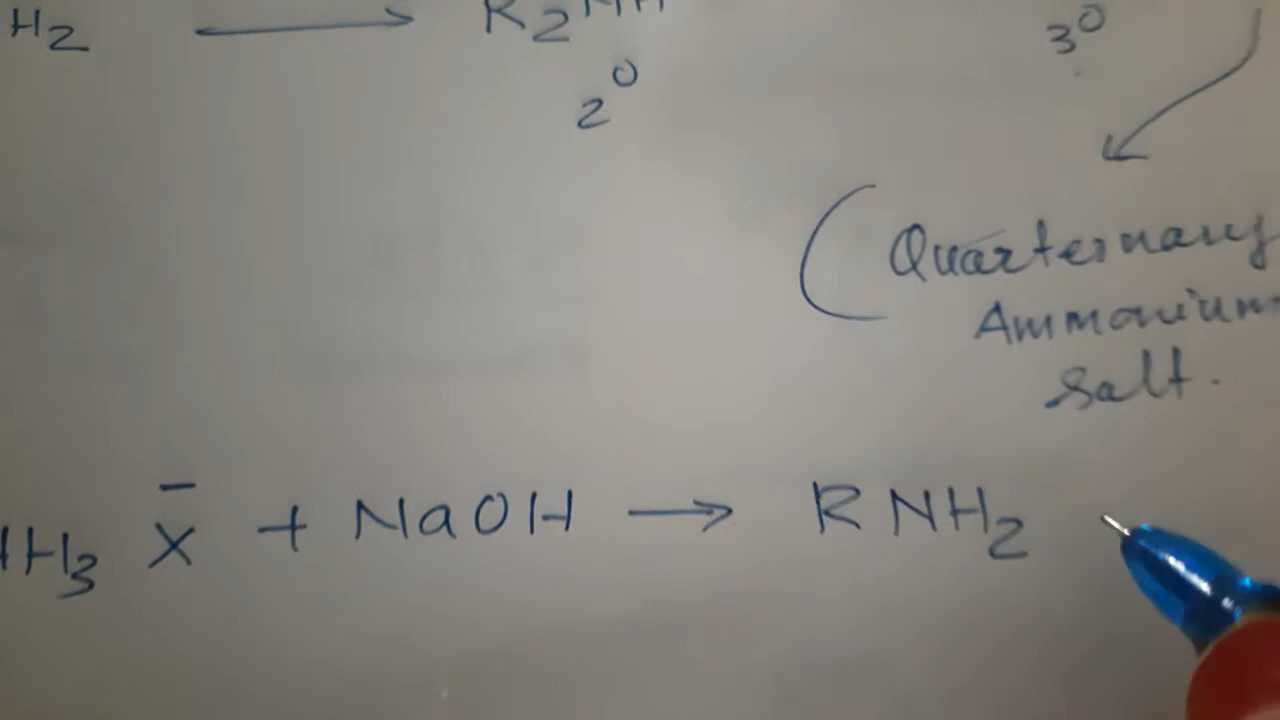 H2 → R2NH
2° 3°
(Quarternary
Ammonium
Salt.
H3 X̄ + NaOH → RNH2